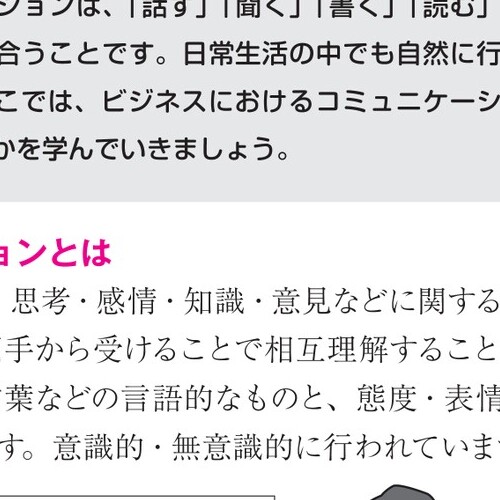 ションは、「話す」「聞く」「書く」「読む」
合うことです。日常生活の中でも自然に行
こでは、ビジネスにおけるコミュニケーシ
かを学んでいきましょう。
ョンとは
思考・感情・知識・意見などに関する
手から受けることで相互理解すること
葉などの言語的なものと、態度・表情
す。意識的・無意識的に行われていま